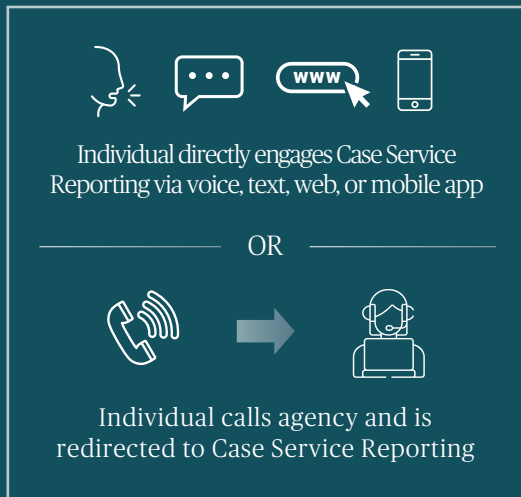 www
Individual directly engages Case Service
Reporting via voice, text, web, or mobile app
OR
Individual calls agency and is
redirected to Case Service Reporting